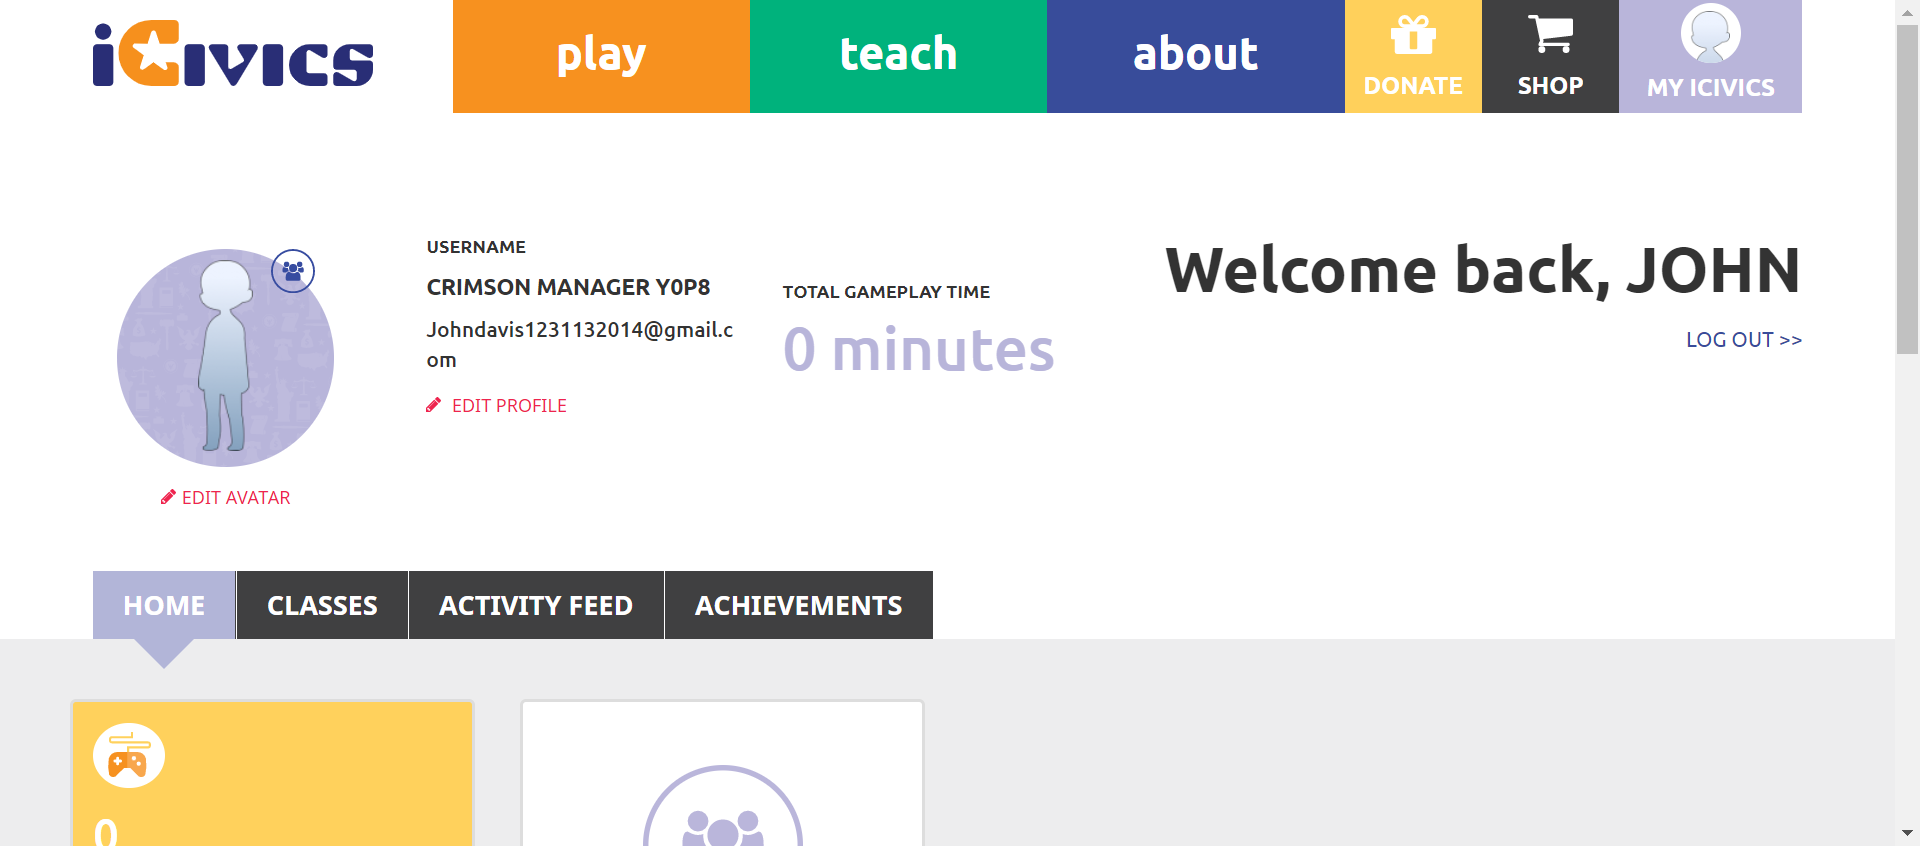 iCivics
play
teach
about
DONATE
SHOP
MY ICIVICS
USERNAME
CRIMSON MANAGER Y0P8
Johndavis1231132014@gmail.c
om
EDIT PROFILE
TOTAL GAMEPLAY TIME
0 minutes
Welcome back, JOHN
LOG OUT >>
EDIT AVATAR
HOME
CLASSES
ACTIVITY FEED
ACHIEVEMENTS
0